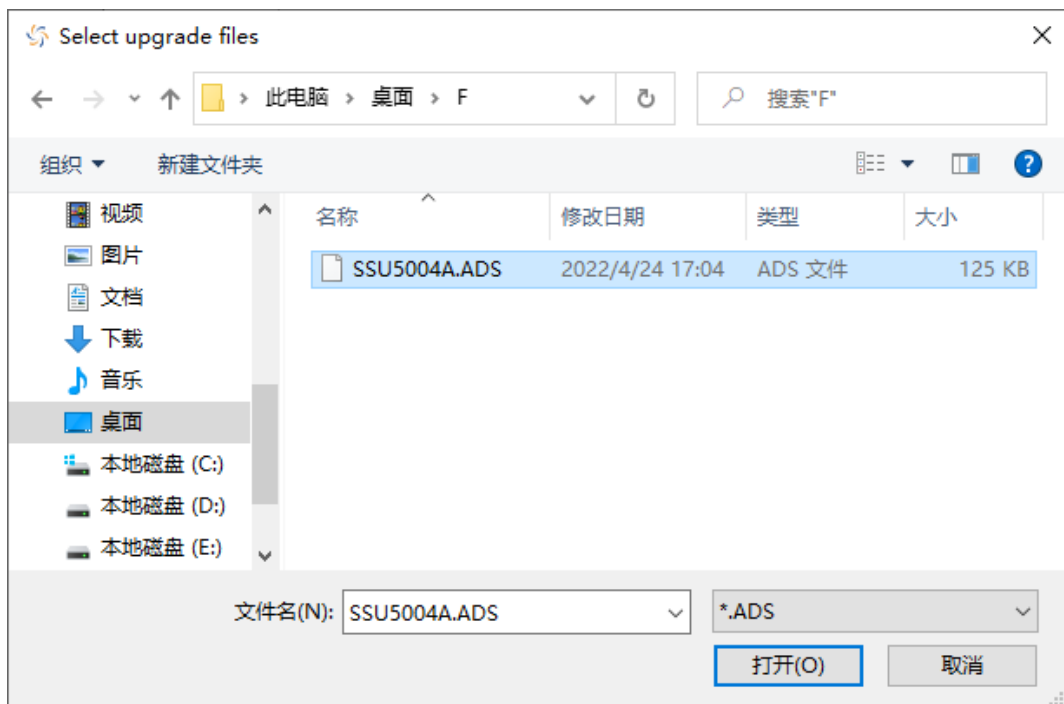 Select upgrade files
此电脑 › 桌面 › F
搜索"F"
组织 新建文件夹
名称 修改日期 类型 大小
SSU5004A.ADS 2022/4/24 17:04 ADS 文件 125 KB
视频
图片
文档
下载
音乐
桌面
本地磁盘 (C:)
本地磁盘 (D:)
本地磁盘 (E:)
文件名(N): SSU5004A.ADS *.ADS
打开(O) 取消